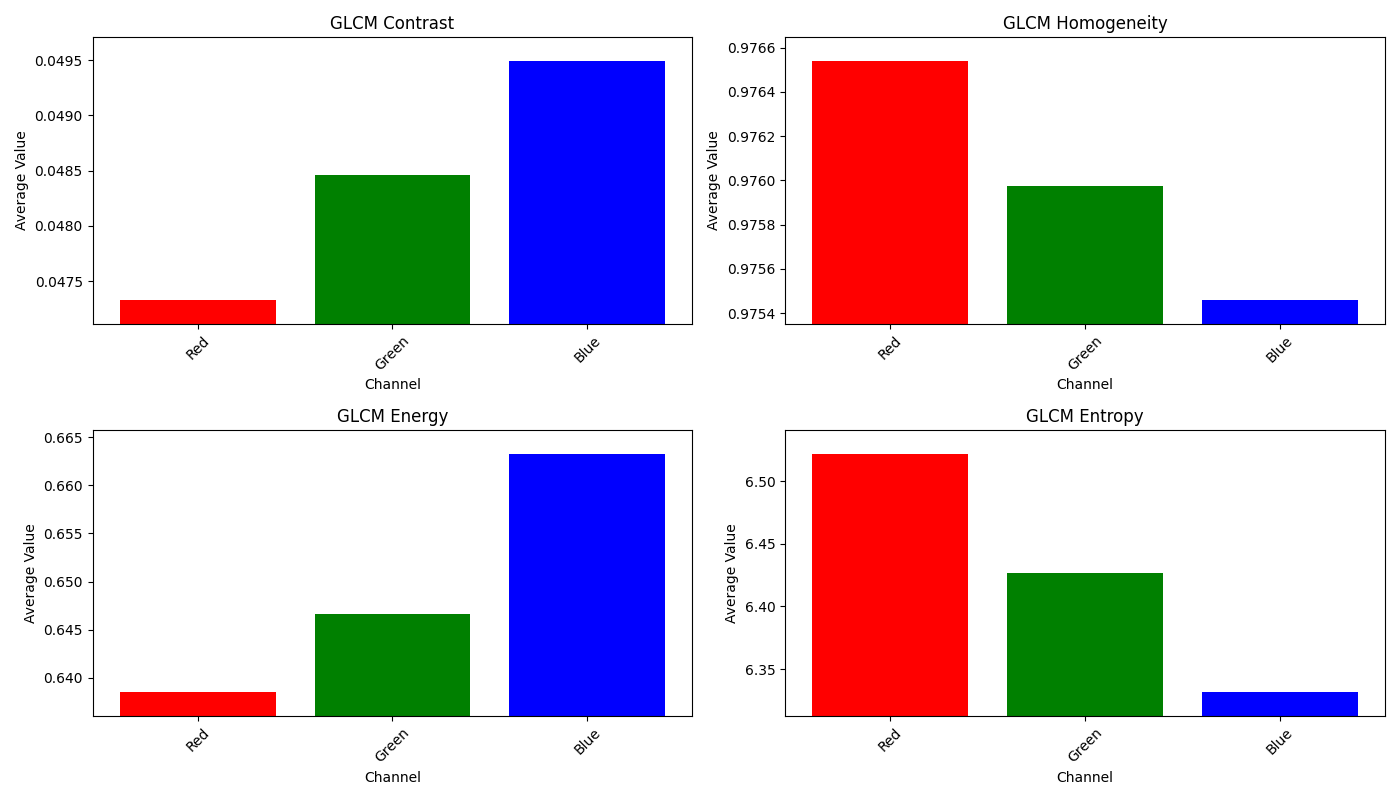 GLCM Contrast
Average Value
0.0495
0.0490
0.0485
0.0480
0.0475
Red
Green
Blue
Channel
GLCM Homogeneity
Average Value
0.9766
0.9764
0.9762
0.9760
0.9758
0.9756
0.9754
Red
Green
Blue
Channel
GLCM Energy
Average Value
0.665
0.660
0.655
0.650
0.645
0.640
Red
Green
Blue
Channel
GLCM Entropy
Average Value
6.50
6.45
6.40
6.35
Red
Green
Blue
Channel